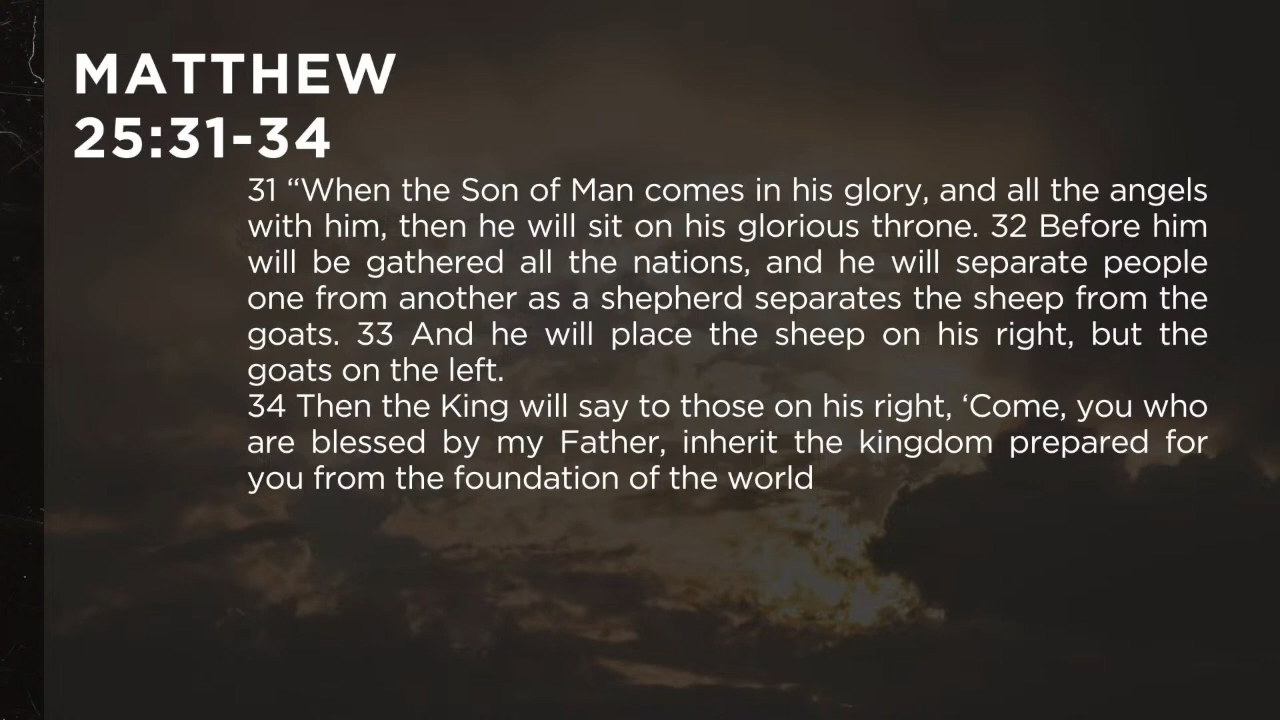 MATTHEW
25:31-34
31 “When the Son of Man comes in his glory, and all the angels
with him, then he will sit on his glorious throne. 32 Before him
will be gathered all the nations, and he will separate people
one from another as a shepherd separates the sheep from the
goats. 33 And he will place the sheep on his right, but the
goats on the left.
34 Then the King will say to those on his right, ‘Come, you who
are blessed by my Father, inherit the kingdom prepared for
you from the foundation of the world